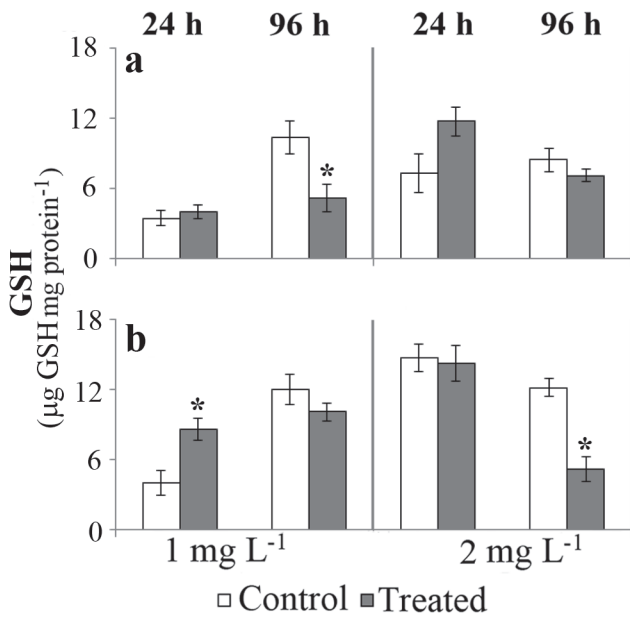 24 h 96 h 24 h 96 h
a
18
12
6
0
*
GSH
(µg GSH mg protein-1)
b
18
12
6
0
* *
1 mg L-1 2 mg L-1
Control Treated